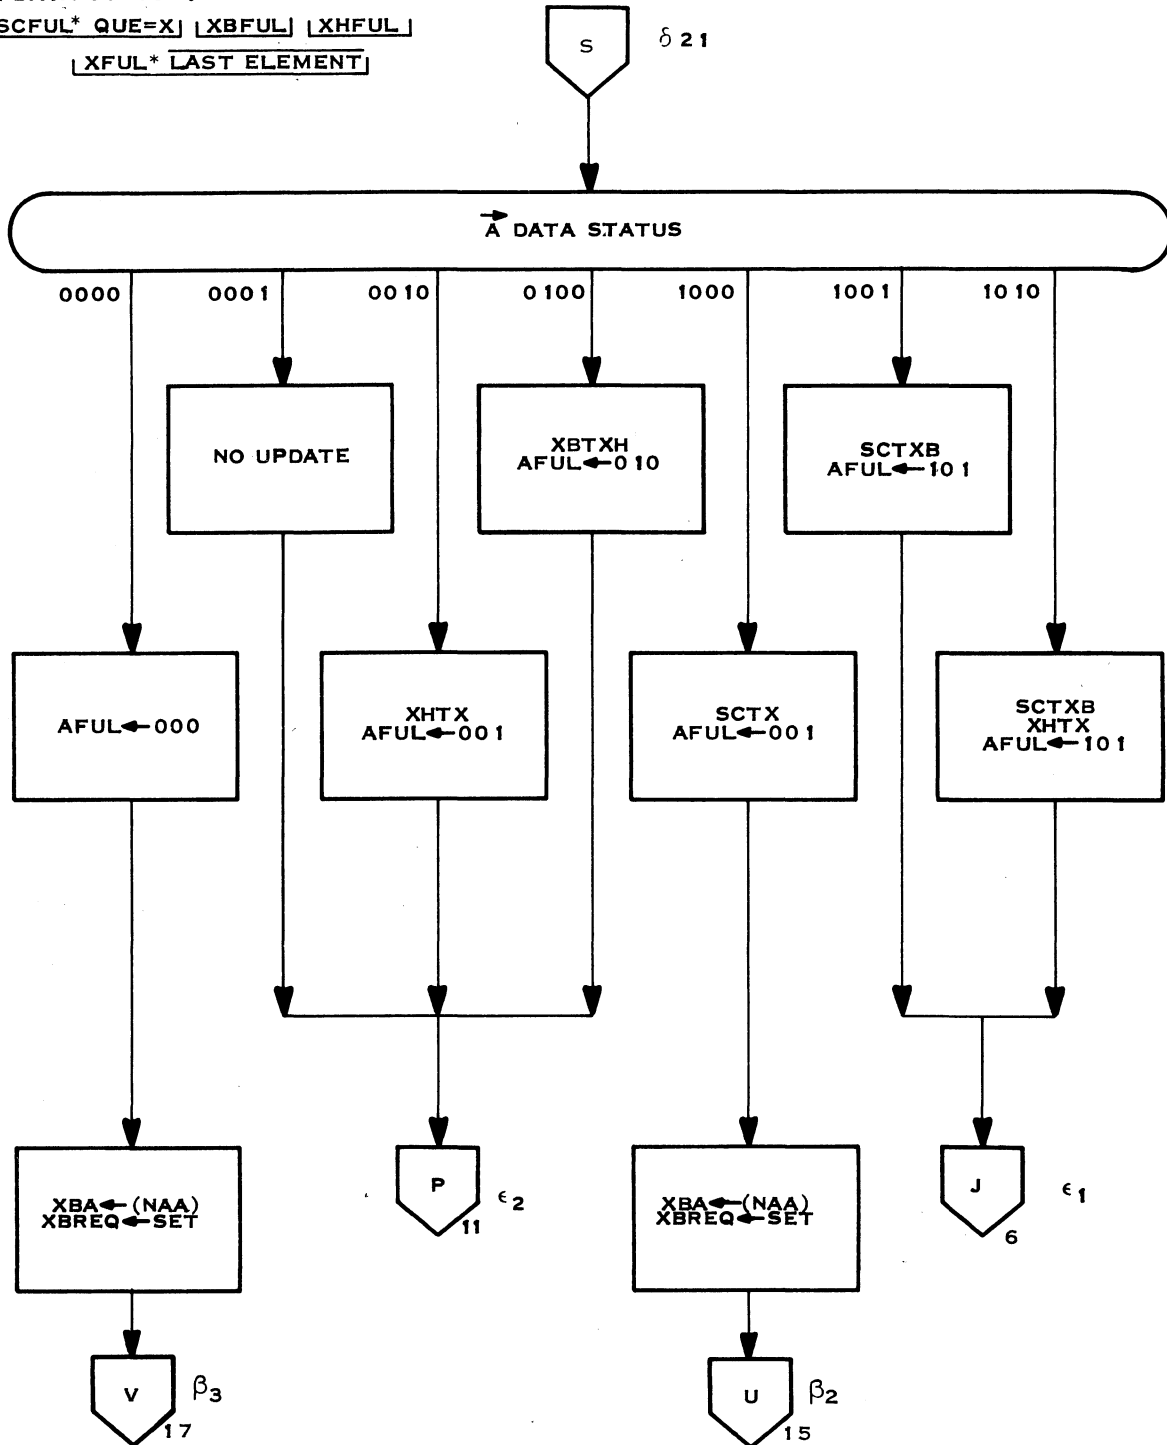 SCFUL* QUE=X XBFUL XHFUL
XFUL* LAST ELEMENT
S δ 21
A DATA STATUS
0000 0001 0010 0100 1000 1001 1010
NO UPDATE
XBTXH
AFUL←010
SCTXB
AFUL←101
AFUL←000
XHTX
AFUL←001
SCTX
AFUL←001
SCTXB
XHTX
AFUL←101
XBA←(NAA)
XBREQ←SET
P ε2
11
XBA←(NAA)
XBREQ←SET
J ε1
6
V β3
17
U β2
15